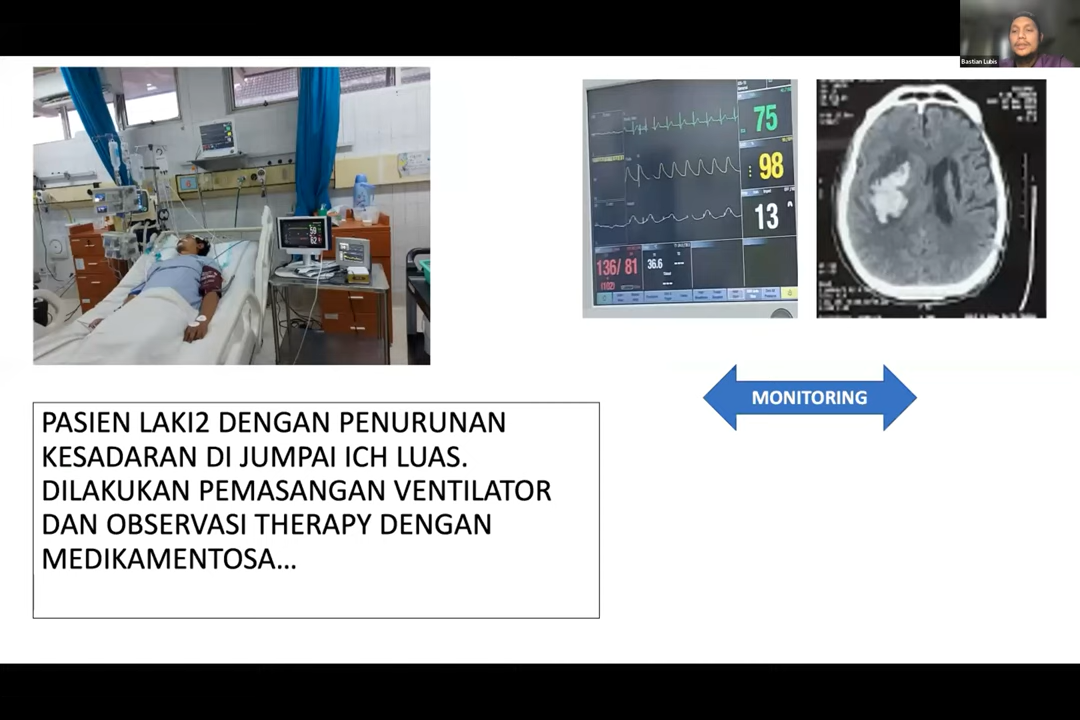 Bastian Lubis
75
98
13
136/ 81
(102)
36.6
MONITORING
PASIEN LAKI2 DENGAN PENURUNAN
KESADARAN DI JUMPAI ICH LUAS.
DILAKUKAN PEMASANGAN VENTILATOR
DAN OBSERVASI THERAPY DENGAN
MEDIKAMENTOSA...